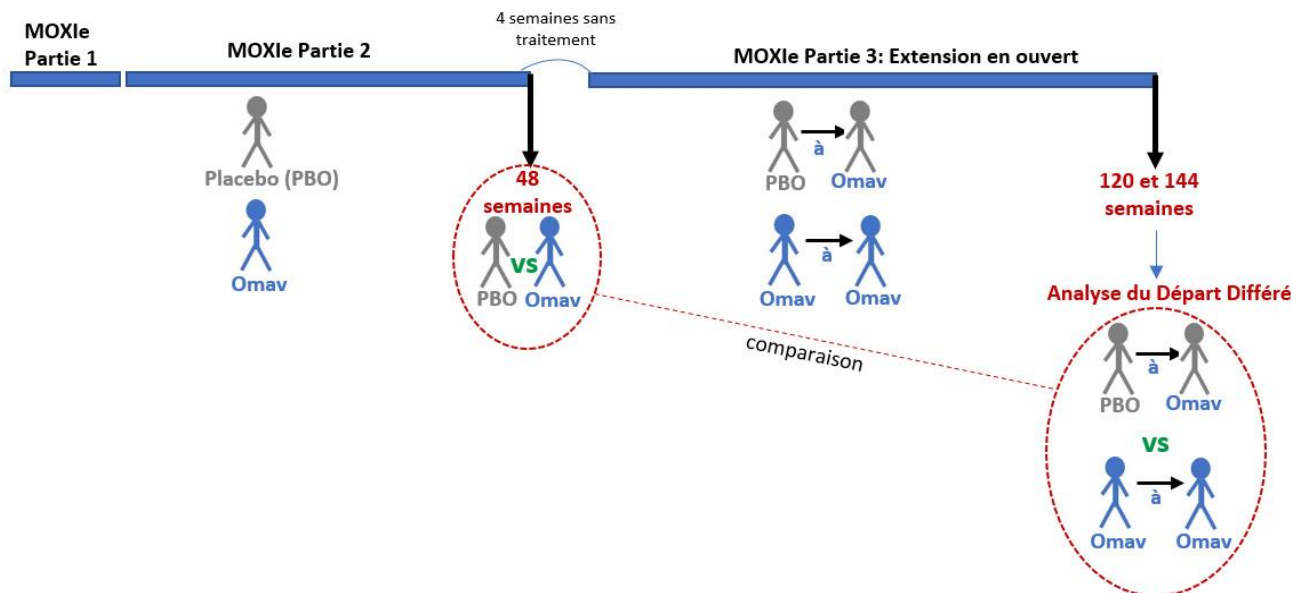 4 semaines sans
traitement
MOXIe
Partie 1
MOXIe Partie 2
MOXIe Partie 3: Extension en ouvert
Placebo (PBO)
Omav
48
semaines
VS
PBO
Omav
à
PBO
Omav
à
Omav
Omav
120 et 144
semaines
Analyse du Départ Différé
comparaison
à
PBO
Omav
VS
à
Omav
Omav